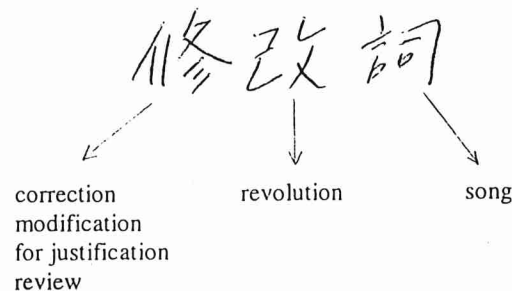 修改詞
correction revolution song
modification
for justification
review